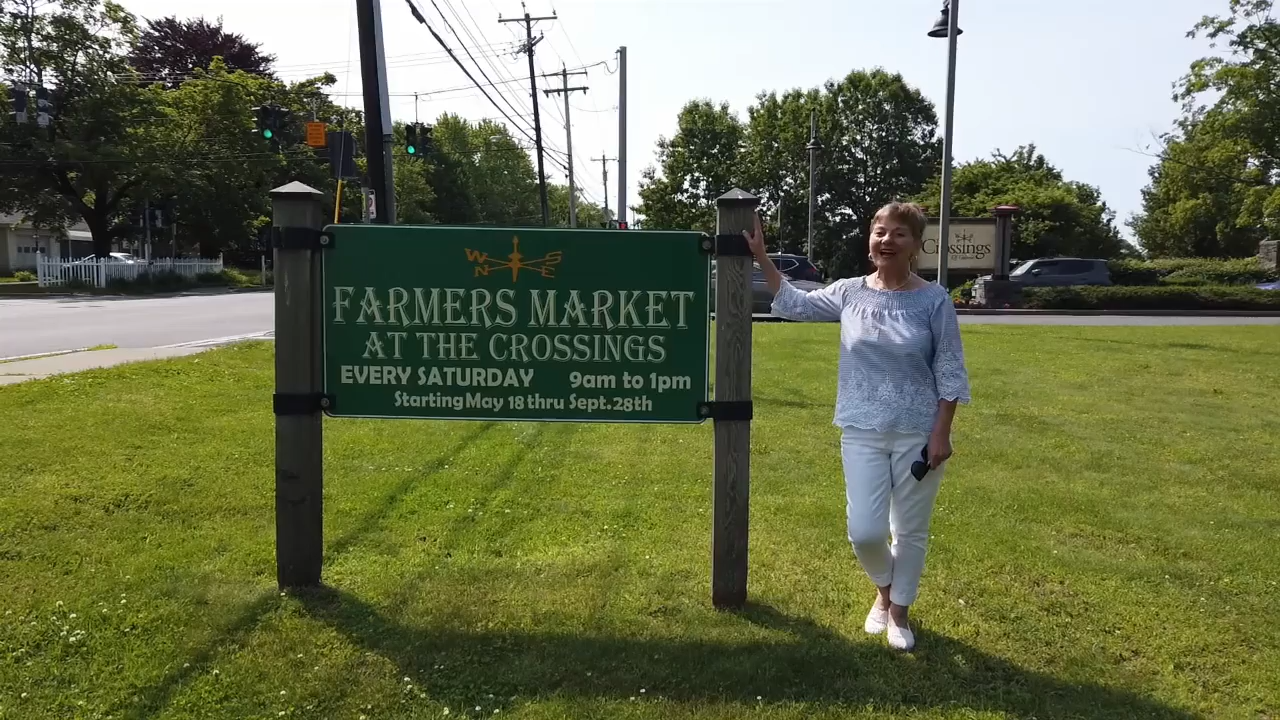 W S
N E
FARMERS MARKET
AT THE CROSSINGS
EVERY SATURDAY 9am to 1pm
Starting May 18 thru Sept. 28th
Crossings